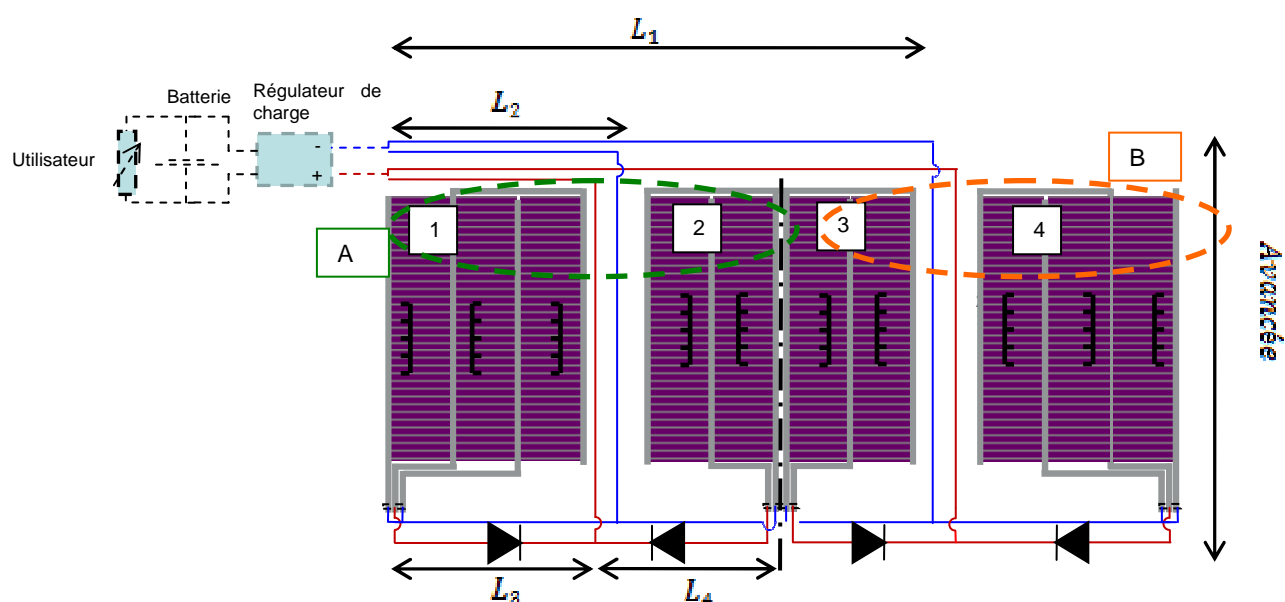 L₁
Batterie
Régulateur de
charge
L₂
Utilisateur
-
+
B
A
1
2
3
4
Avancée
L₃
L₄